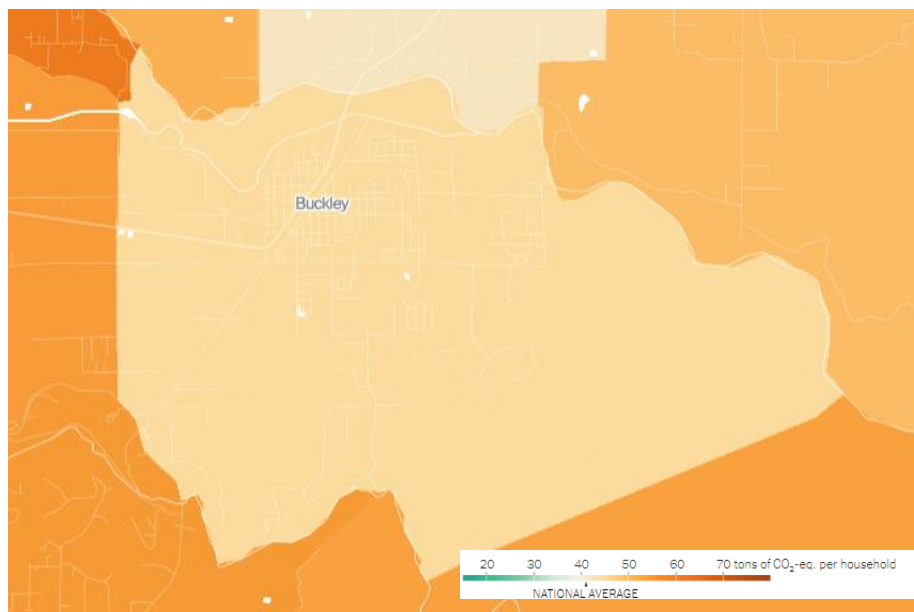 Buckley
20 30 40 50 60 70 tons of CO₂-eq. per household
NATIONAL AVERAGE